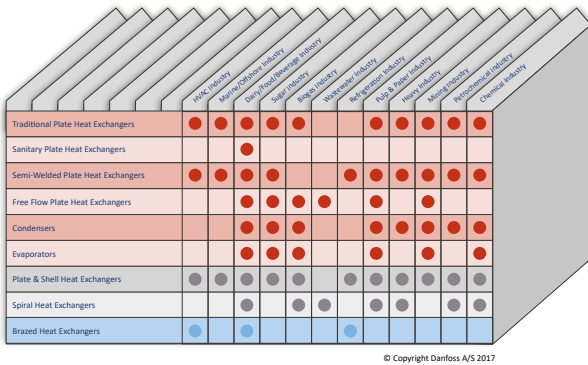 HVAC Industry
Marine/Offshore Industry
Dairy/Food/Beverage Industry
Sugar Industry
Biogas Industry
Wastewater Industry
Refrigeration Industry
Pulp & Paper Industry
Heavy Industry
Mining Industry
Petrochemical Industry
Chemical Industry
Traditional Plate Heat Exchangers
Sanitary Plate Heat Exchangers
Semi-Welded Plate Heat Exchangers
Free Flow Plate Heat Exchangers
Condensers
Evaporators
Plate & Shell Heat Exchangers
Spiral Heat Exchangers
Brazed Heat Exchangers
© Copyright Danfoss A/S 2017